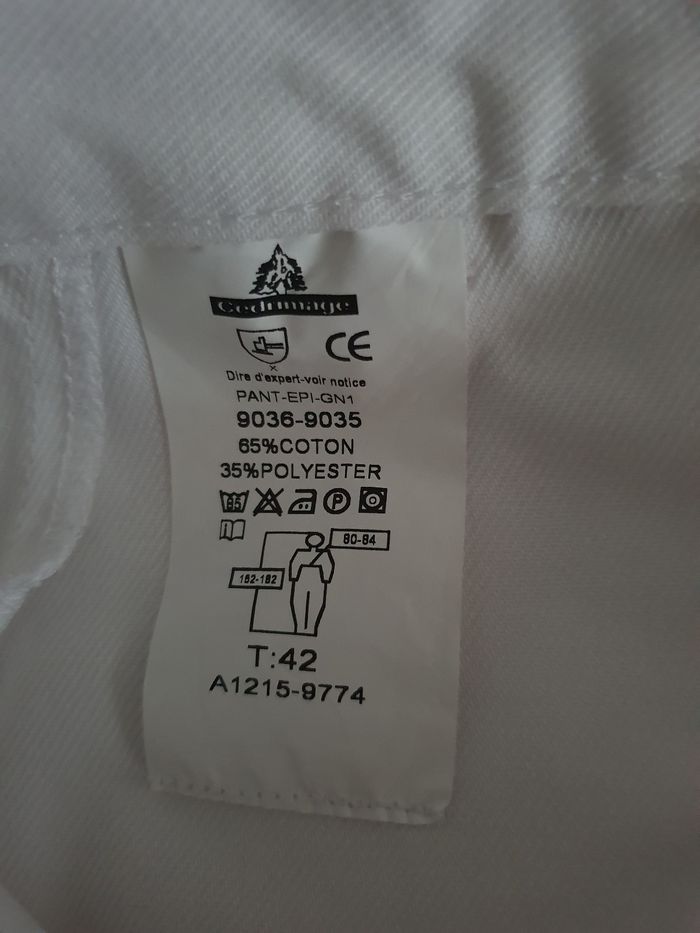 Cedrimage
CE
Dire d'expert-voir notice
PANT-EPI-GN1
9036-9035
65%COTON
35%POLYESTER
85
P
80-84
152-182
T:42
A1215-9774